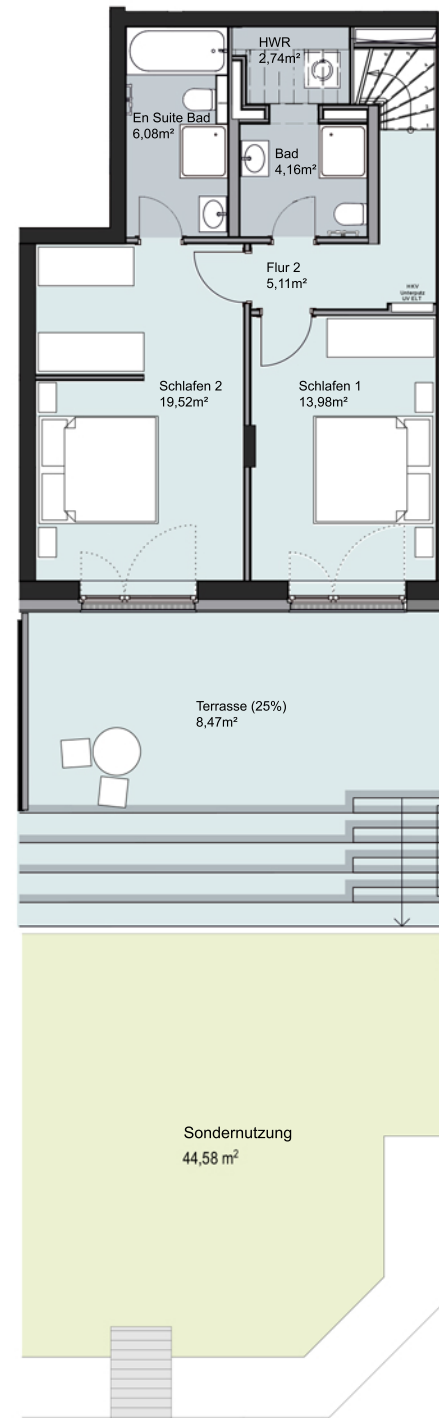 HWR
2,74m²
En Suite Bad
6,08m²
Bad
4,16m²
Flur 2
5,11m²
HKV
Unterputz
UV ELT
Schlafen 2
19,52m²
Schlafen 1
13,98m²
Terrasse (25%)
8,47m²
Sondernutzung
44,58 m²